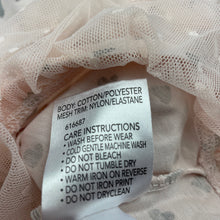 BODY: COTTON/POLYESTER
MESH TRIM: NYLON/ELASTANE
616687
CARE INSTRUCTIONS
• WASH BEFORE WEAR
• COLD GENTLE MACHINE WASH
• DO NOT BLEACH
• DO NOT TUMBLE DRY
• WARM IRON ON REVERSE
• DO NOT IRON PRINT
• DO NOT DRYCLEAN